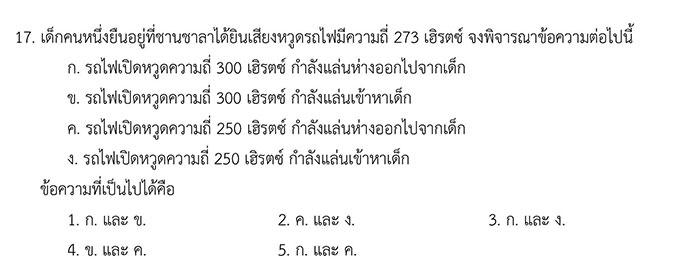 17. เด็กคนหนึ่งยืนอยู่ที่ชานชาลาได้ยินเสียงหวูดรถไฟมีความถี่ 273 เฮิรตซ์ จงพิจารณาข้อความต่อไปนี้
ก. รถไฟเปิดหวูดความถี่ 300 เฮิรตซ์ กำลังแล่นห่างออกไปจากเด็ก
ข. รถไฟเปิดหวูดความถี่ 300 เฮิรตซ์ กำลังแล่นเข้าหาเด็ก
ค. รถไฟเปิดหวูดความถี่ 250 เฮิรตซ์ กำลังแล่นห่างออกไปจากเด็ก
ง. รถไฟเปิดหวูดความถี่ 250 เฮิรตซ์ กำลังแล่นเข้าหาเด็ก
ข้อความที่เป็นไปได้คือ
1. ก. และ ข. 2. ค. และ ง. 3. ก. และ ง.
4. ข. และ ค. 5. ก. และ ค.